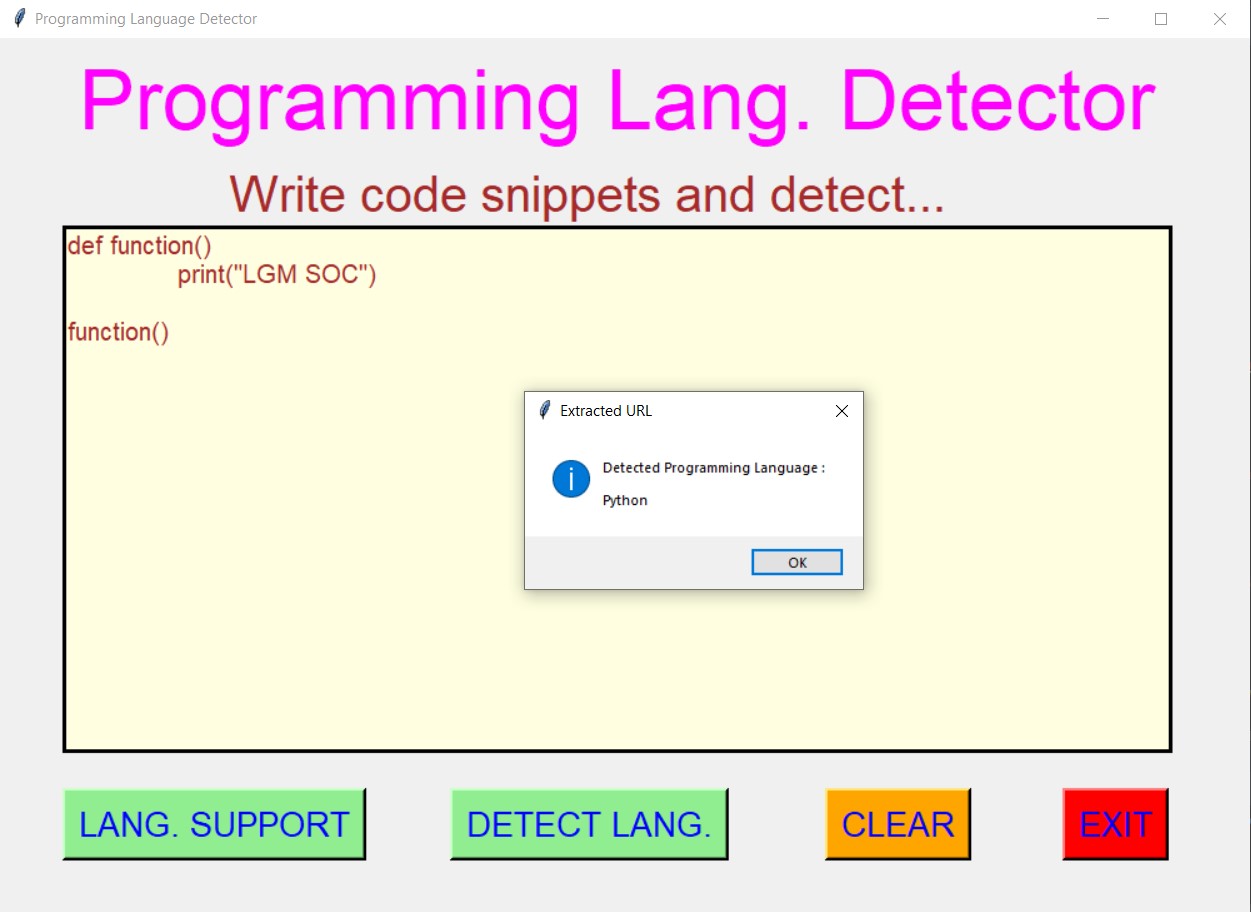 Programming Language Detector
Programming Lang. Detector
Write code snippets and detect...
def function()
print("LGM SOC")
function()
Extracted URL
Detected Programming Language :
Python
OK
LANG. SUPPORT
DETECT LANG.
CLEAR
EXIT